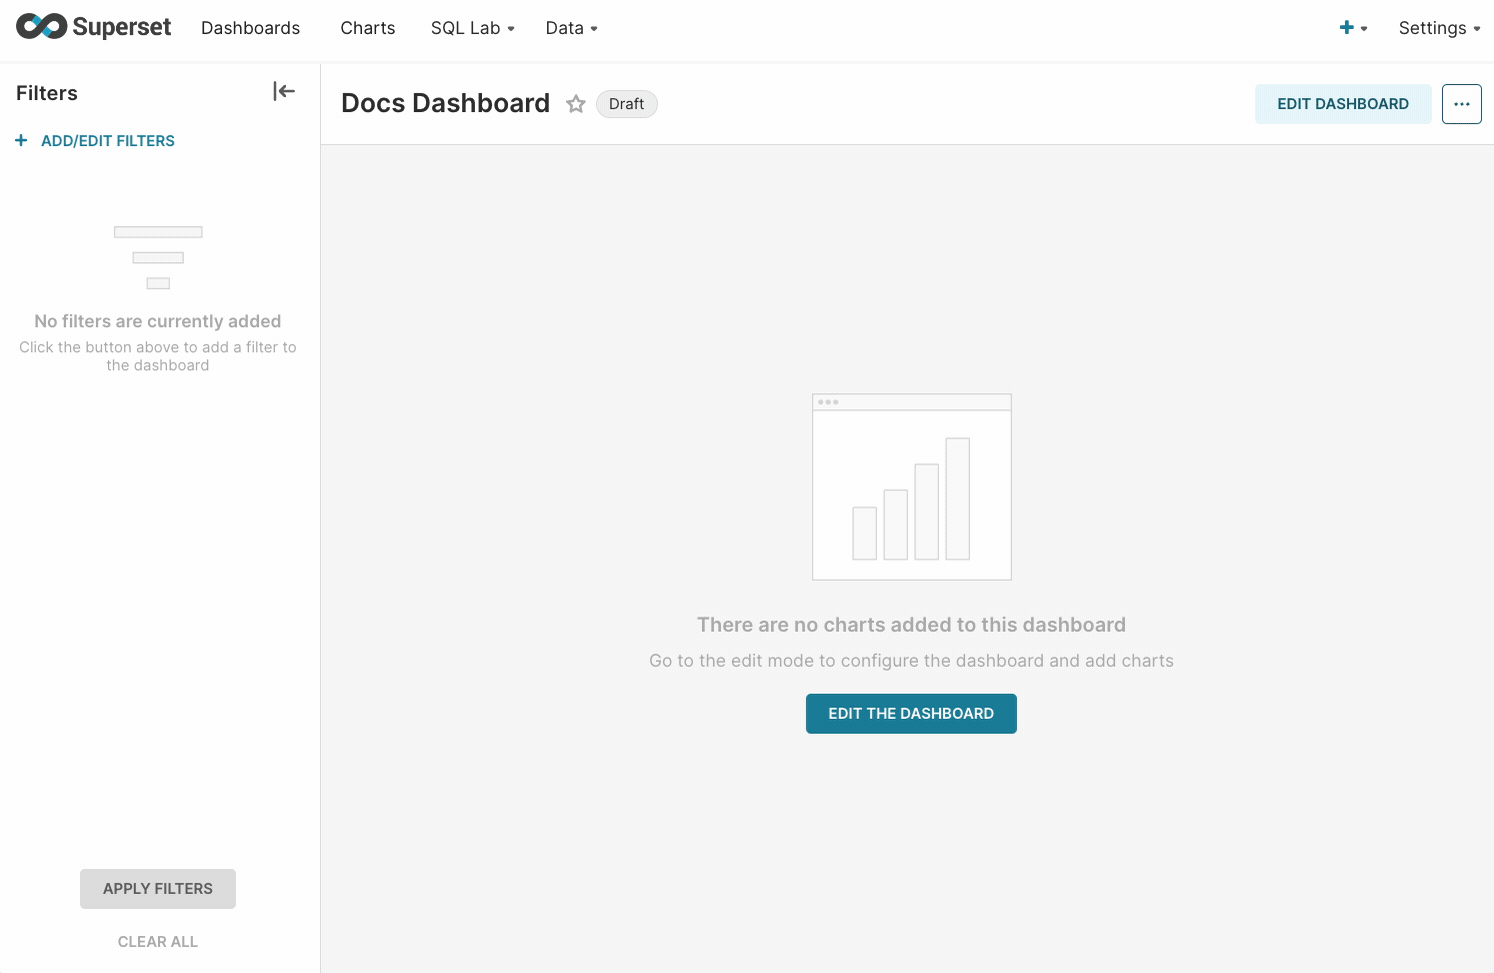 Superset
Dashboards
Charts
SQL Lab
Data
Settings
Filters
ADD/EDIT FILTERS
No filters are currently added
Click the button above to add a filter to
the dashboard
APPLY FILTERS
CLEAR ALL
Docs Dashboard
Draft
EDIT DASHBOARD
There are no charts added to this dashboard
Go to the edit mode to configure the dashboard and add charts
EDIT THE DASHBOARD